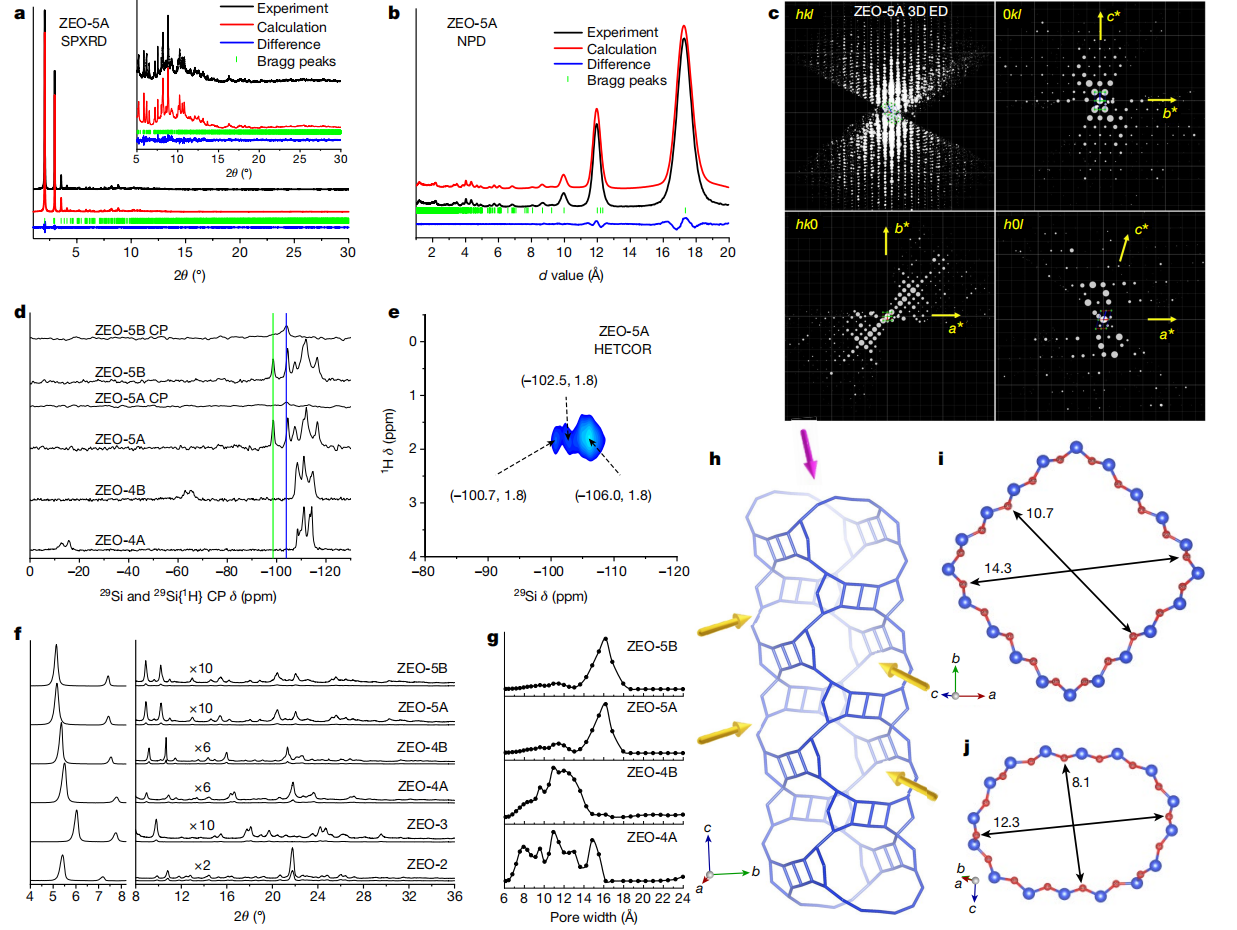 a
ZEO-5A
SPXRD
Experiment
Calculation
Difference
Bragg peaks
5 10 15 20 25 30
2θ (°)
5 10 15 20 25 30
2θ (°)
b
ZEO-5A
NPD
Experiment
Calculation
Difference
Bragg peaks
2 4 6 8 10 12 14 16 18 20
d value (Å)
c
hkl
ZEO-5A 3D ED
0kl
c*
b*
hk0
b*
a*
h0l
c*
a*
d
ZEO-5B CP
ZEO-5B
ZEO-5A CP
ZEO-5A
ZEO-4B
ZEO-4A
0 −20 −40 −60 −80 −100 −120
²⁹Si and ²⁹Si{¹H} CP δ (ppm)
e
ZEO-5A
HETCOR
(−102.5, 1.8)
(−100.7, 1.8)
(−106.0, 1.8)
0
1
2
3
4
¹H δ (ppm)
−80 −90 −100 −110 −120
²⁹Si δ (ppm)
f
×10
ZEO-5B
×10
ZEO-5A
×6
ZEO-4B
×6
ZEO-4A
×10
ZEO-3
×2
ZEO-2
4 5 6 7 8 12 16 20 24 28 32 36
2θ (°)
g
ZEO-5B
ZEO-5A
ZEO-4B
ZEO-4A
6 8 10 12 14 16 18 20 22 24
Pore width (Å)
h
c
b
a
i
10.7
14.3
b
c
a
j
8.1
12.3
b
a
c